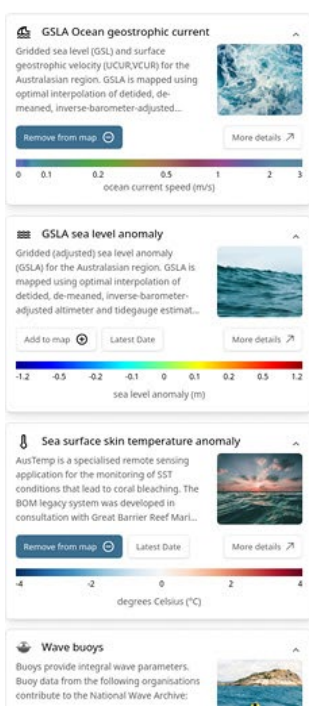 GSLA Ocean geostrophic current
Gridded sea level (GSL) and surface
geostrophic velocity (UCUR,VCUR) for the
Australasian region. GSLA is mapped using
optimal interpolation of detided, de-
meaned, inverse-barometer-adjusted...
Remove from map
More details
0 0.1 0.2 0.5 1 2 3
ocean current speed (m/s)
GSLA sea level anomaly
Gridded (adjusted) sea level anomaly
(GSLA) for the Australasian region. GSLA is
mapped using optimal interpolation of
detided, de-meaned, inverse-barometer-
adjusted altimeter and tidegauge estimat...
Add to map
Latest Date
More details
-1.2 -0.5 -0.2 -0.1 0 0.1 0.2 0.5 1.2
sea level anomaly (m)
Sea surface skin temperature anomaly
AusTemp is a specialised remote sensing
application for the monitoring of SST
conditions that lead to coral bleaching. The
BOM legacy system was developed in
consultation with Great Barrier Reef Mari...
Remove from map
Latest Date
More details
-4 -2 0 2 4
degrees Celsius (°C)
Wave buoys
Buoys provide integral wave parameters.
Buoy data from the following organisations
contribute to the National Wave Archive: